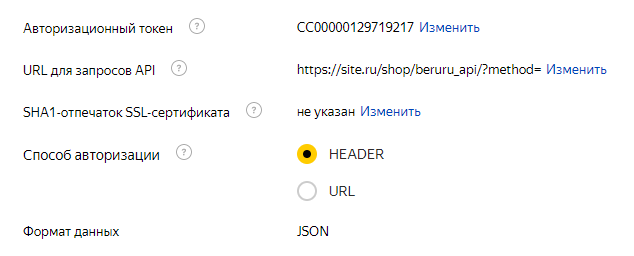 Авторизационный токен ? CC00000129719217 Изменить
URL для запросов API ? https://site.ru/shop/beruru_api/?method= Изменить
SHA1-отпечаток SSL-сертификата ? не указан Изменить
Способ авторизации ? HEADER
URL
Формат данных JSON